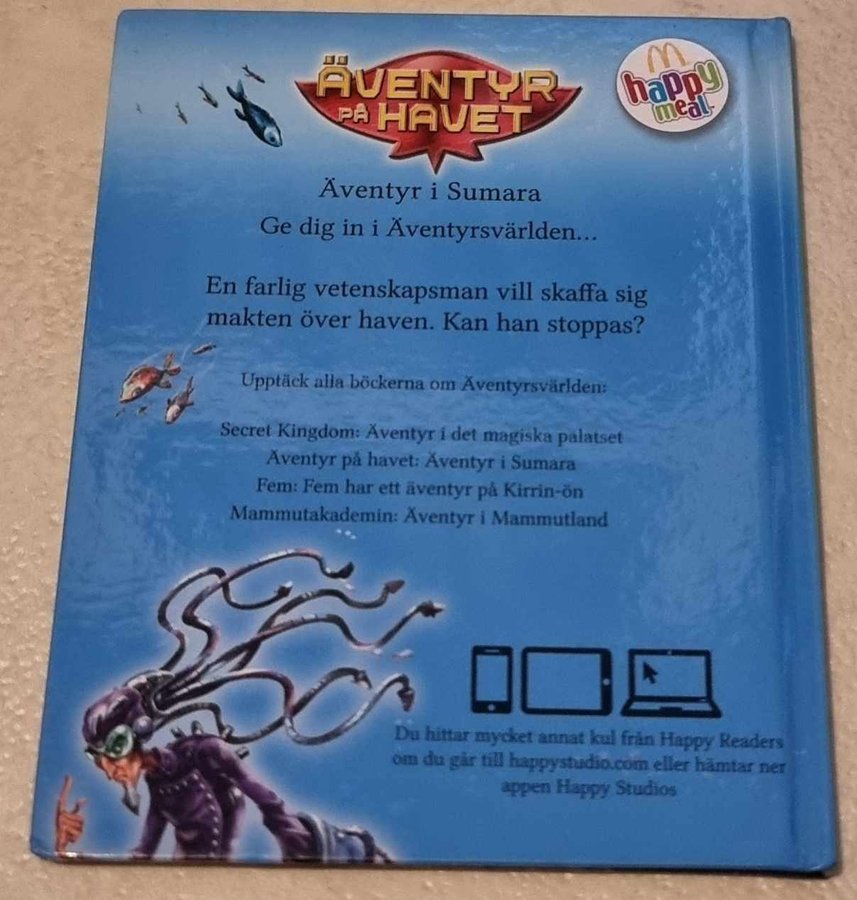 ÄVENTYR
PÅ HAVET
happy
meal
Äventyr i Sumara
Ge dig in i Äventyrsvärlden...
En farlig vetenskapsman vill skaffa sig
makten över haven. Kan han stoppas?
Upptäck alla böckerna om Äventyrsvärlden:
Secret Kingdom: Äventyr i det magiska palatset
Äventyr på havet: Äventyr i Sumara
Fem: Fem har ett äventyr på Kirrin-ön
Mammutakademin: Äventyr i Mammutland
Du hittar mycket annat kul från Happy Readers
om du går till happystudio.com eller hämtar ner
appen Happy Studios